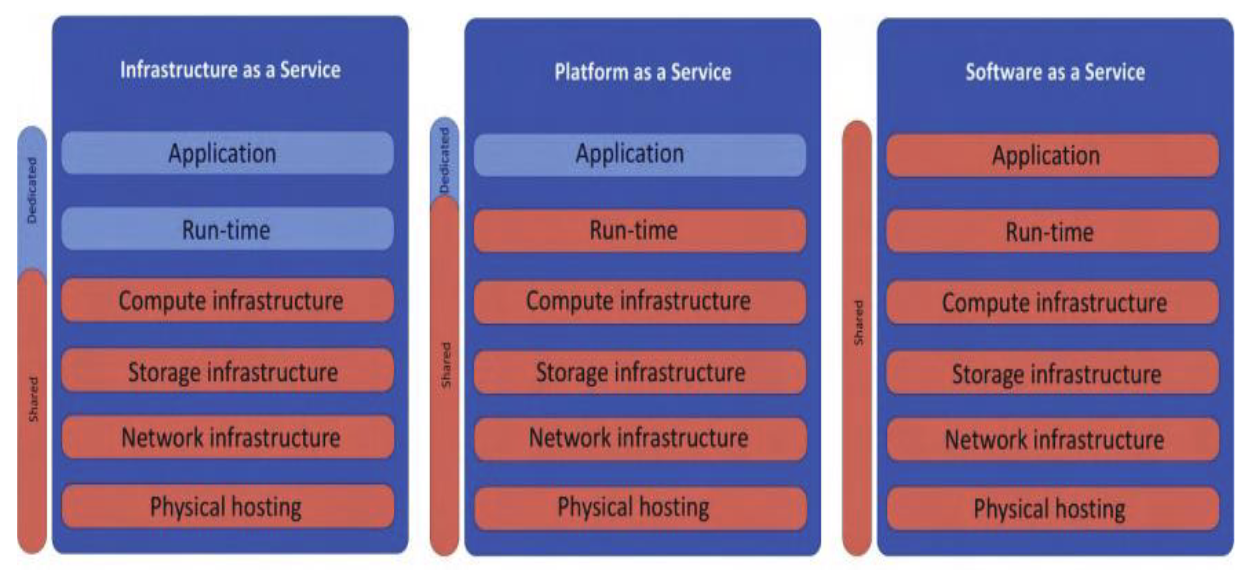 Infrastructure as a Service
Dedicated
Shared
Application
Run-time
Compute infrastructure
Storage infrastructure
Network infrastructure
Physical hosting
Platform as a Service
Dedicated
Shared
Application
Run-time
Compute infrastructure
Storage infrastructure
Network infrastructure
Physical hosting
Software as a Service
Shared
Application
Run-time
Compute infrastructure
Storage infrastructure
Network infrastructure
Physical hosting